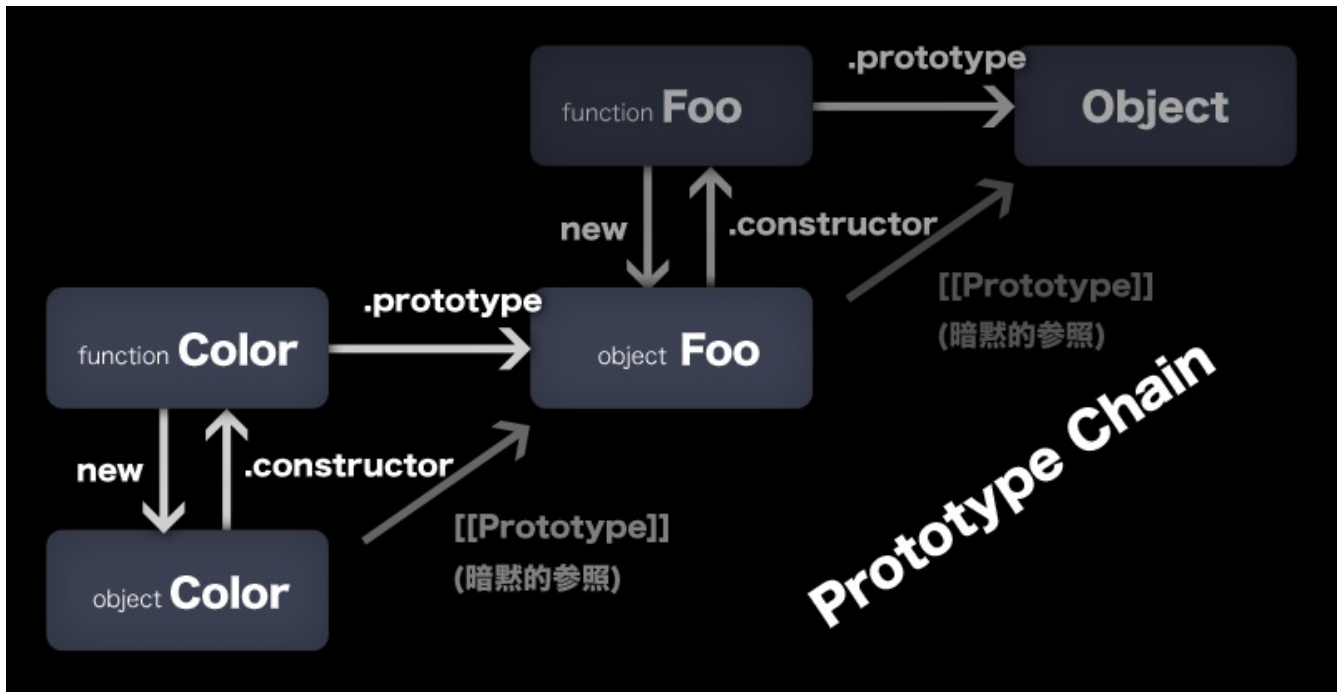 .prototype
function Foo
Object
new
.constructor
[[Prototype]]
(暗黙的参照)
.prototype
function Color
object Foo
new
.constructor
[[Prototype]]
(暗黙的参照)
object Color
Prototype Chain